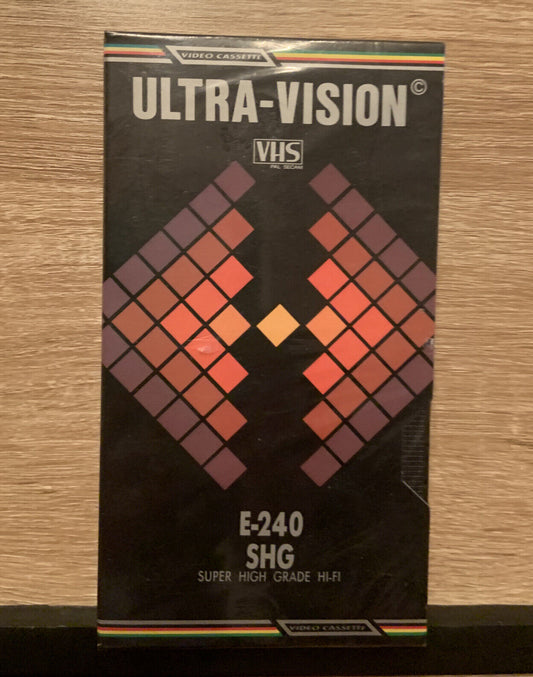 VIDEO CASSETTE
ULTRA-VISION©
VHS
PAL SECAM
E-240
SHG
SUPER HIGH GRADE HI-FI
VIDEO CASSETTE